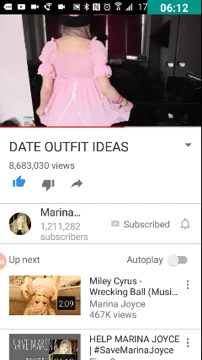 17 06:12
DATE OUTFIT IDEAS
8,683,030 views
Marina...
1,211,282
subscribers
Subscribed
Up next
Autoplay
Miley Cyrus -
Wrecking Ball (Musi...
Marina Joyce
467K views
2:09
HELP MARINA JOYCE
| #SaveMarinaJoyce